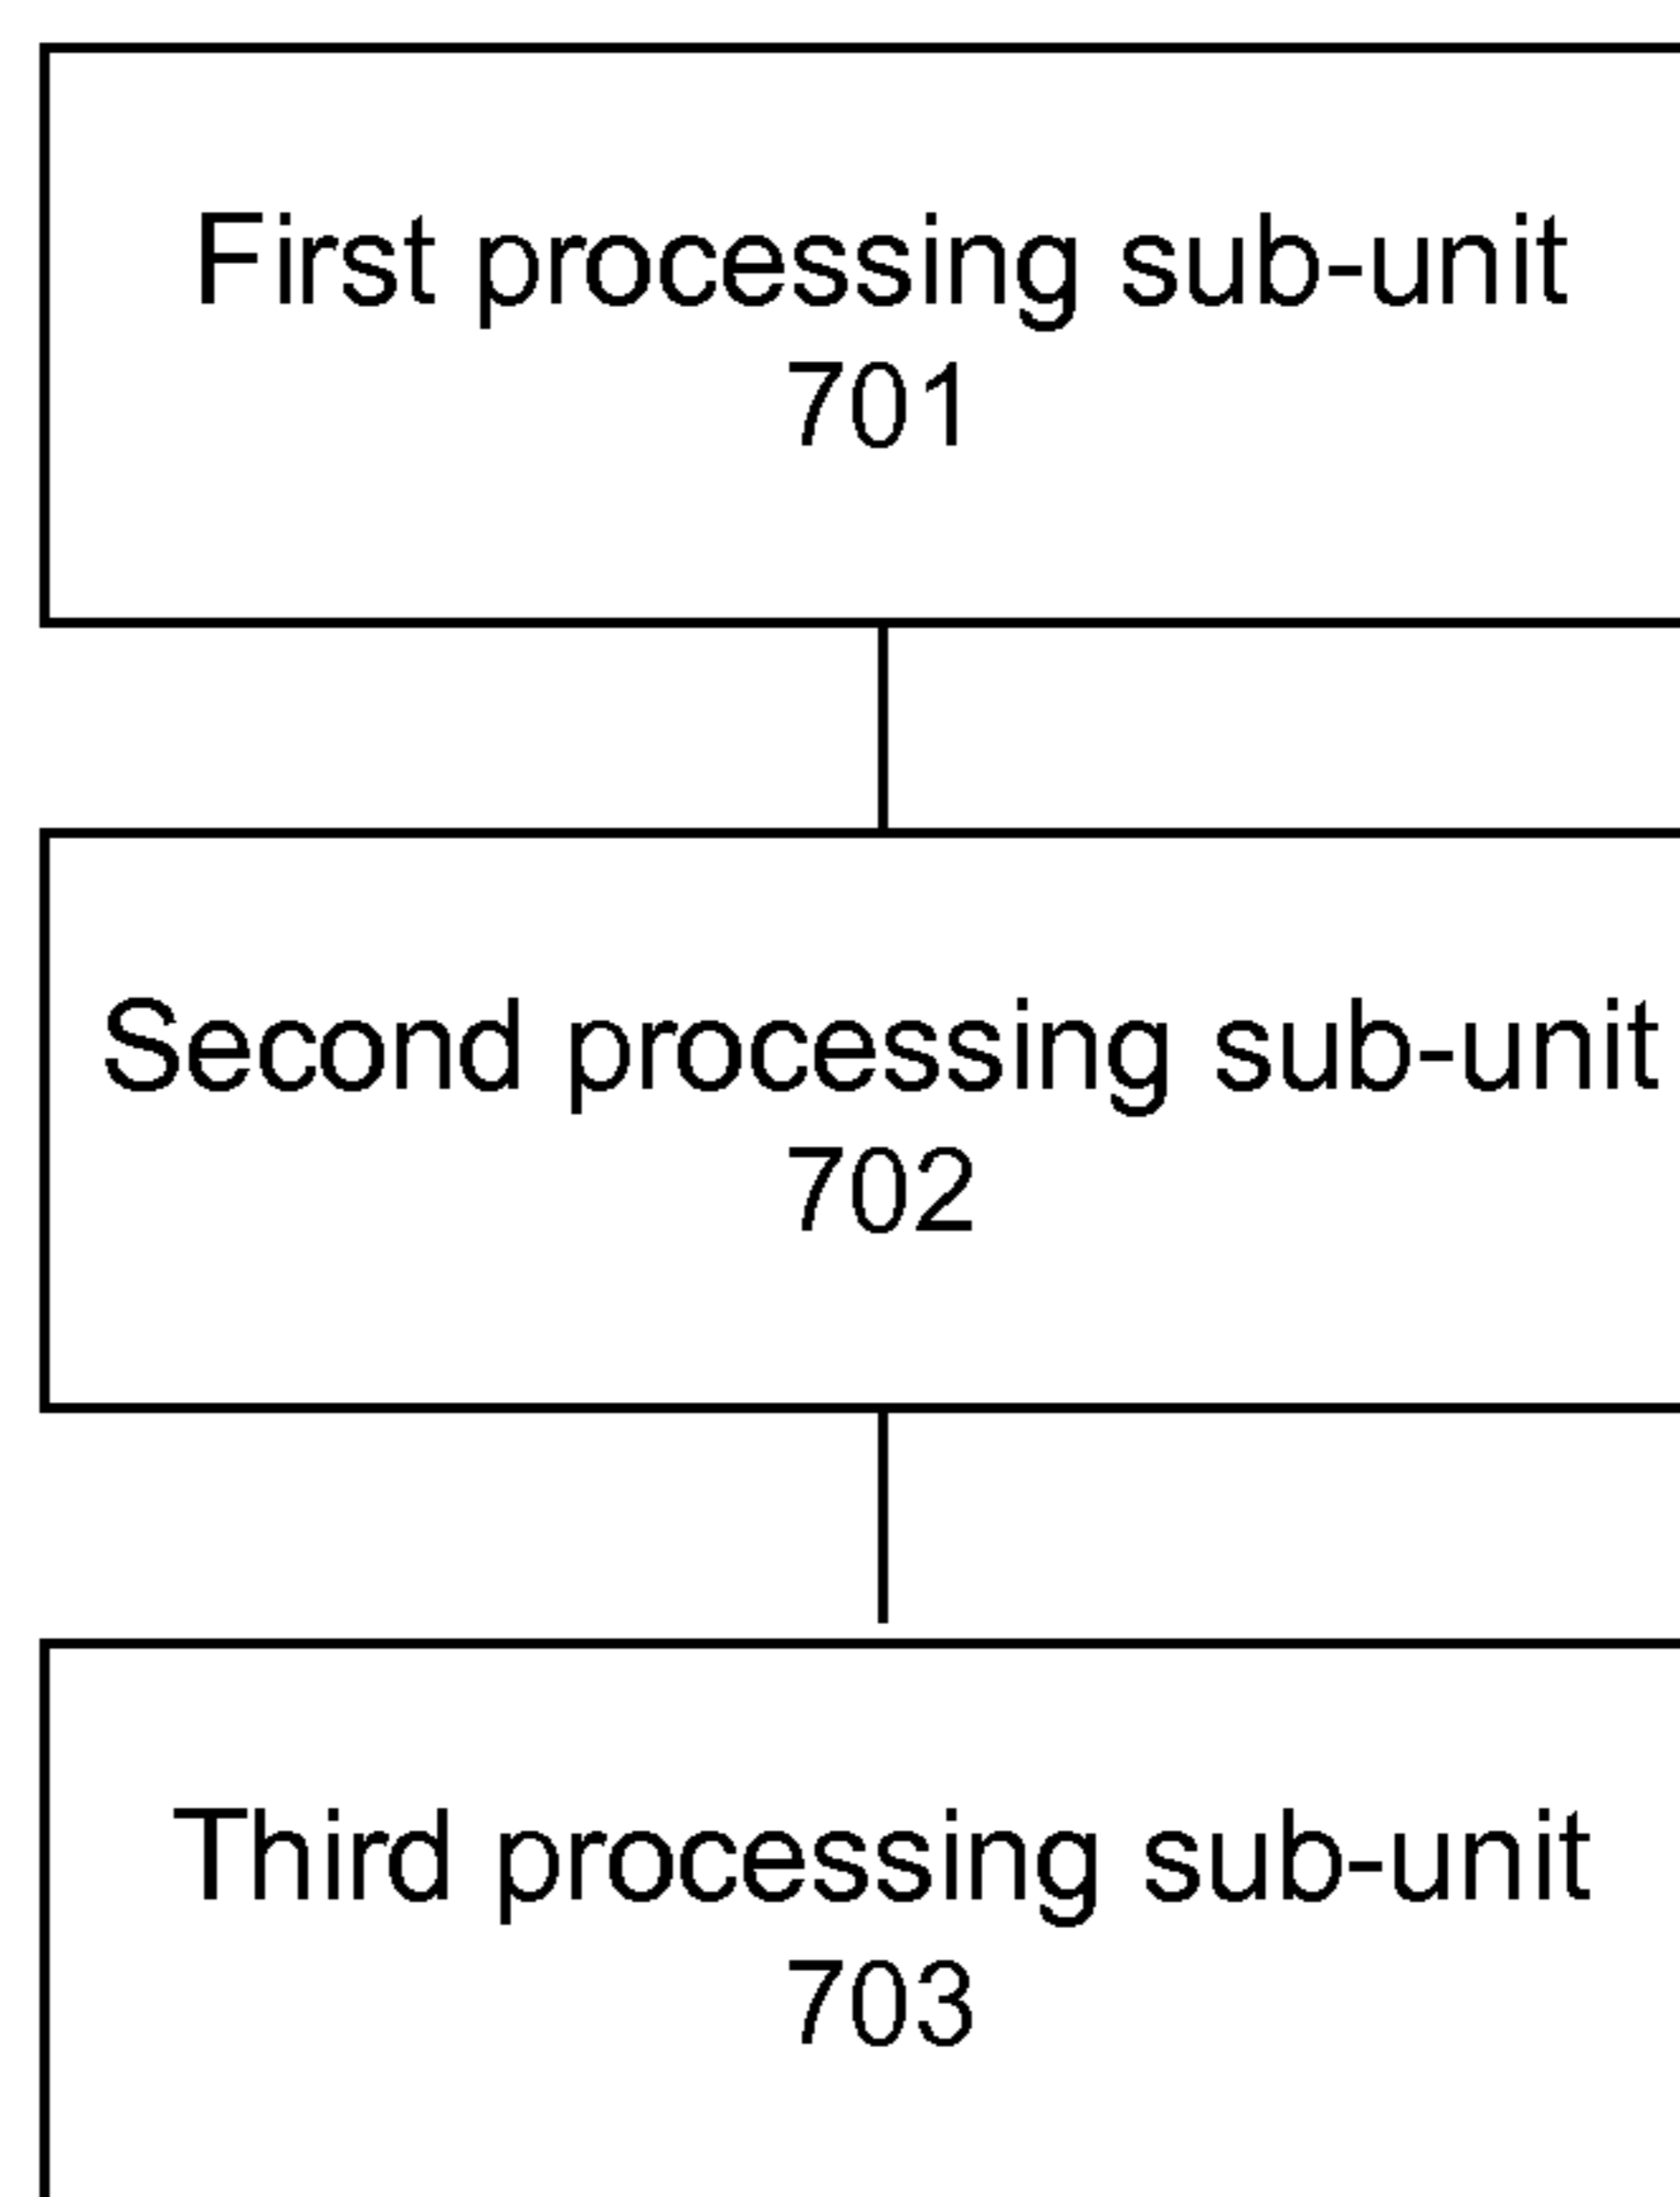 First processing sub-unit
701
Second processing sub-unit
702
Third processing sub-unit
703